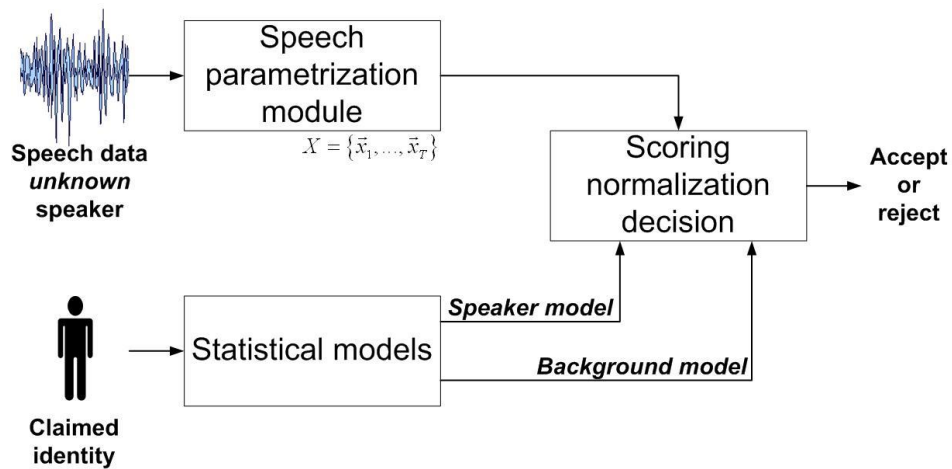 Speech
parametrization
module
X = {x⃗₁,...,x⃗_T}
Speech data
unknown
speaker
Scoring
normalization
decision
Accept
or
reject
Speaker model
Statistical models
Background model
Claimed
identity